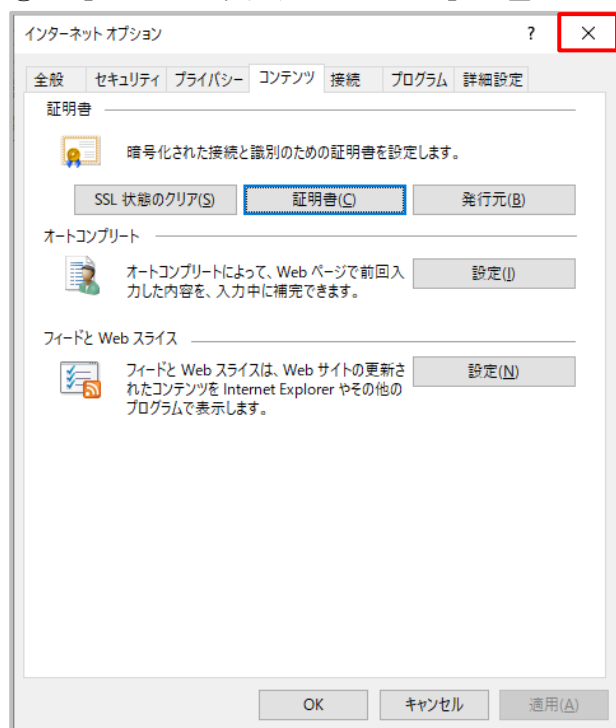 インターネット オプション ? ×
全般 セキュリティ プライバシー コンテンツ 接続 プログラム 詳細設定
証明書
暗号化された接続と識別のための証明書を設定します。
SSL 状態のクリア(S) 証明書(C) 発行元(B)
オートコンプリート
オートコンプリートによって、Web ページで前回入
力した内容を、入力中に補完できます。
設定(I)
フィードと Web スライス
フィードと Web スライスは、Web サイトの更新さ
れたコンテンツを Internet Explorer やその他の
プログラムで表示します。
設定(N)
OK キャンセル 適用(A)